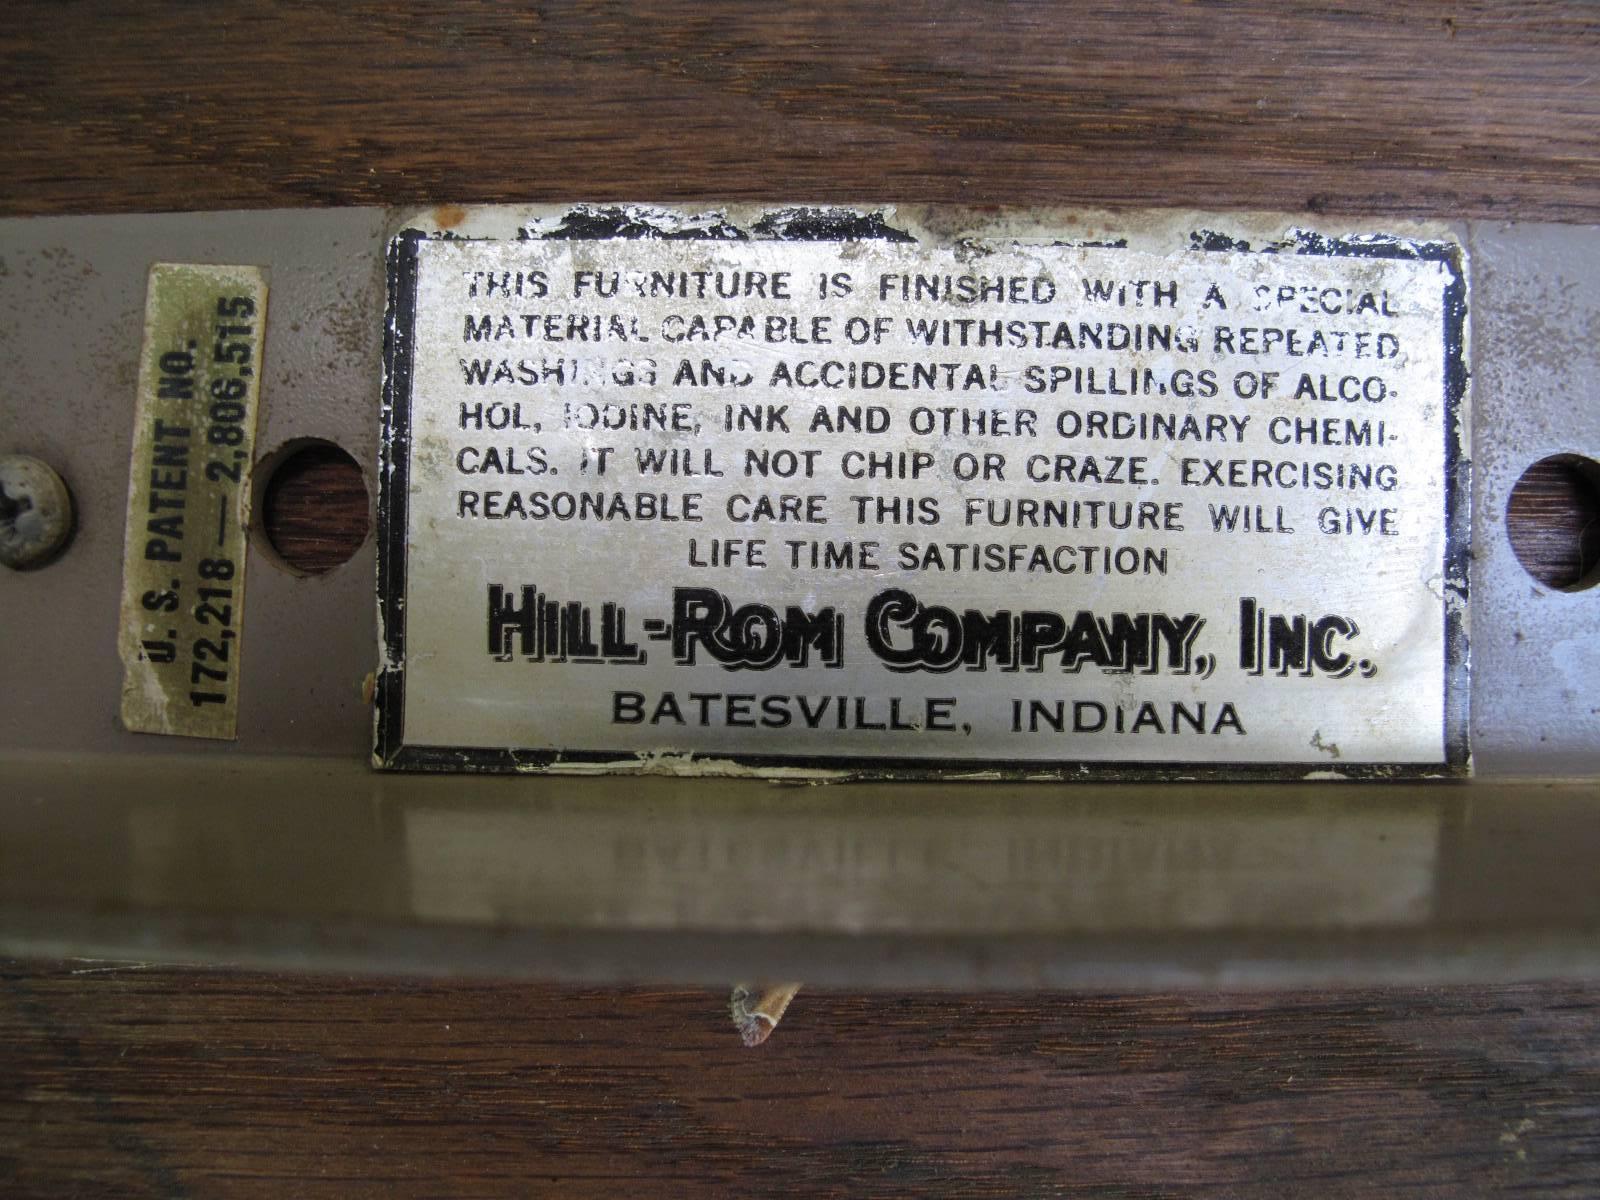 U. S. PATENT NO.
172,218 — 2,806,515
THIS FURNITURE IS FINISHED WITH A SPECIAL
MATERIAL CAPABLE OF WITHSTANDING REPEATED
WASHINGS AND ACCIDENTAL SPILLINGS OF ALCO-
HOL, IODINE, INK AND OTHER ORDINARY CHEMI-
CALS. IT WILL NOT CHIP OR CRAZE. EXERCISING
REASONABLE CARE THIS FURNITURE WILL GIVE
LIFE TIME SATISFACTION
HILL-ROM COMPANY, INC.
BATESVILLE, INDIANA